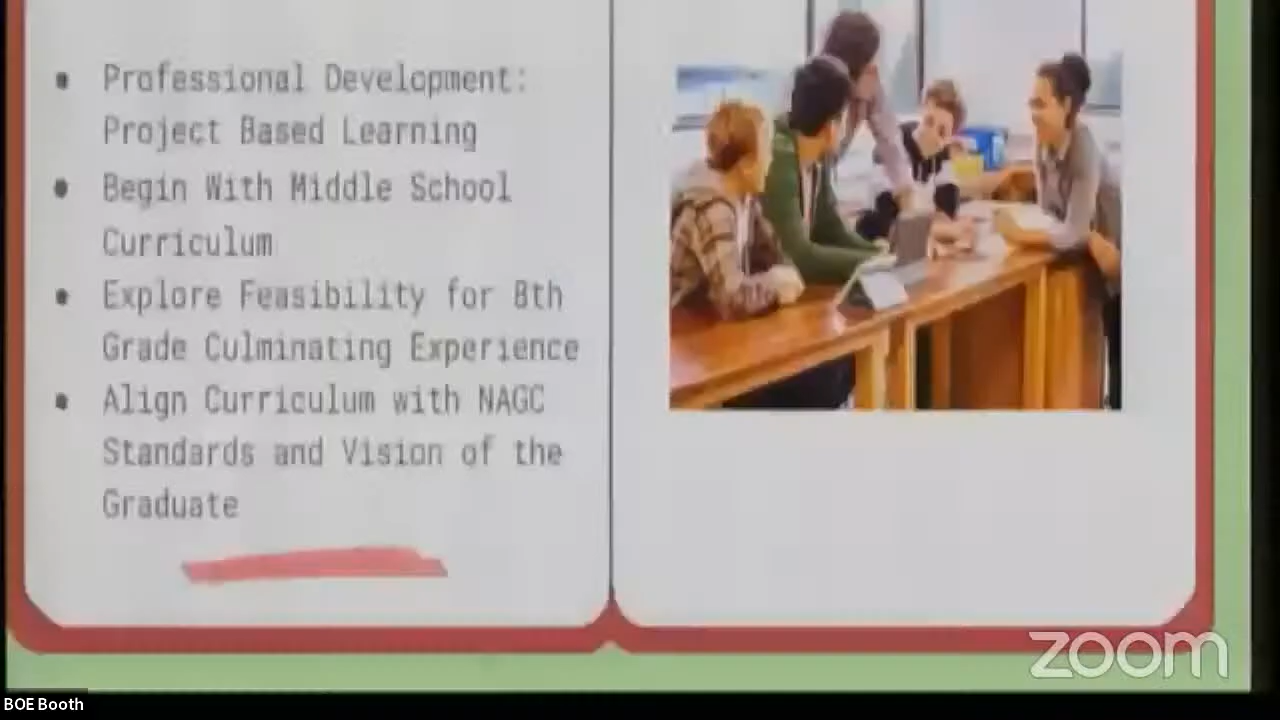 Professional Development:
Project Based Learning
Begin With Middle School
Curriculum
Explore Feasibility for 8th
Grade Culminating Experience
Align Curriculum with NAGC
Standards and Vision of the
Graduate
zoom
BOE Booth